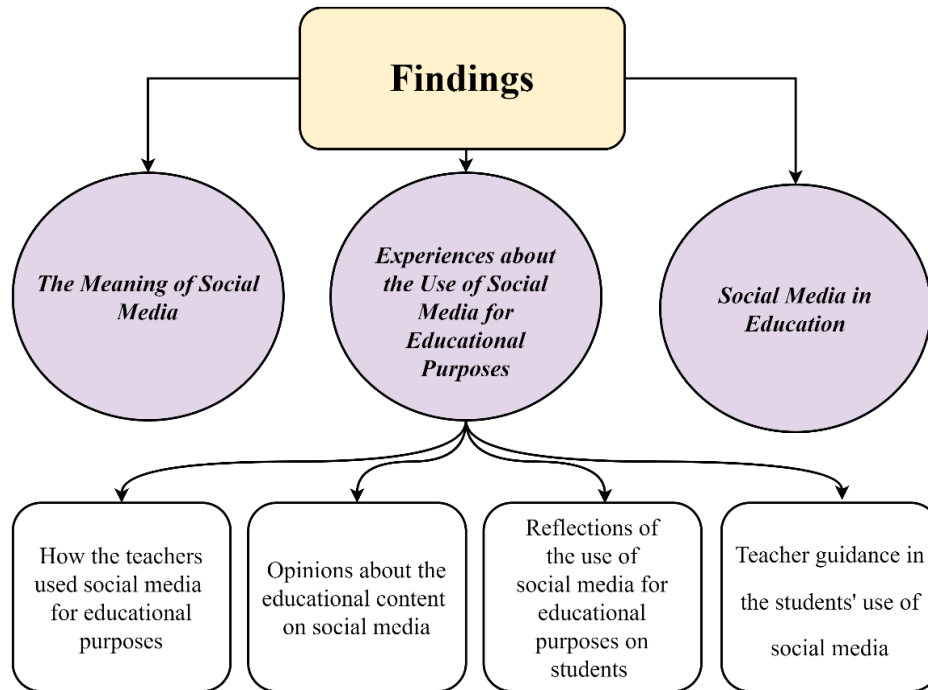 Findings
The Meaning of Social
Media
Experiences about
the Use of Social
Media for
Educational
Purposes
Social Media in
Education
How the teachers
used social media
for educational
purposes
Opinions about the
educational content
on social media
Reflections of
the use of
social media for
educational
purposes on
students
Teacher guidance in
the students' use of
social media